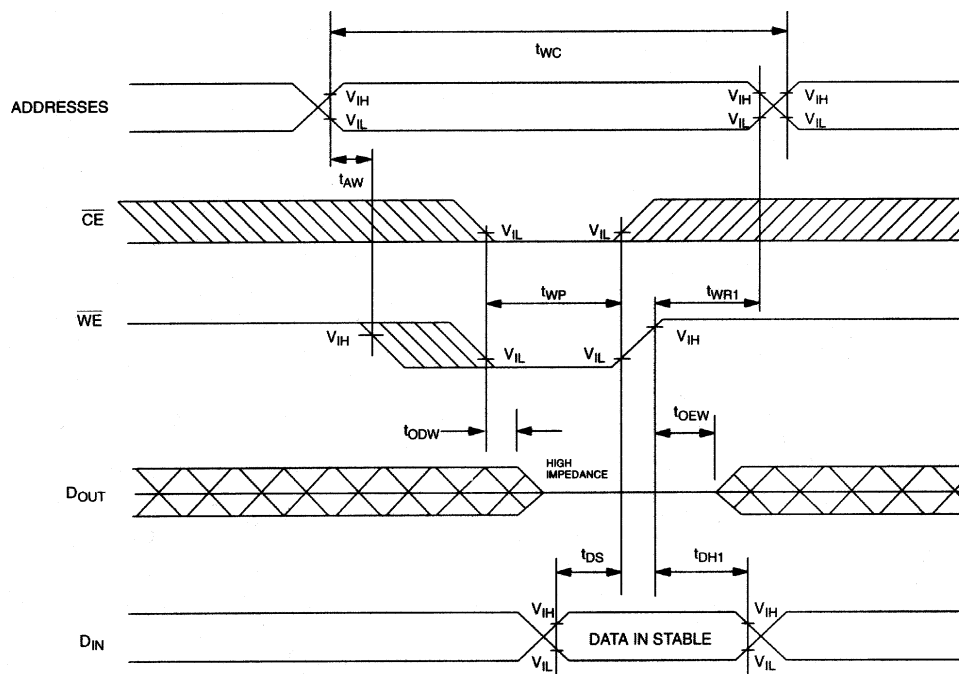 tWC
ADDRESSES
VIH
VIL
VIH
VIL
VIH
VIL
tAW
CE
VIL
VIL
tWP
tWR1
WE
VIH
VIL
VIL
VIH
tODW
tOEW
HIGH
IMPEDANCE
DOUT
tDS
tDH1
DIN
VIH
VIL
DATA IN STABLE
VIH
VIL